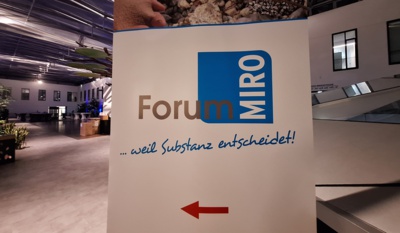 Forum MIRO
... weil Substanz entscheidet!